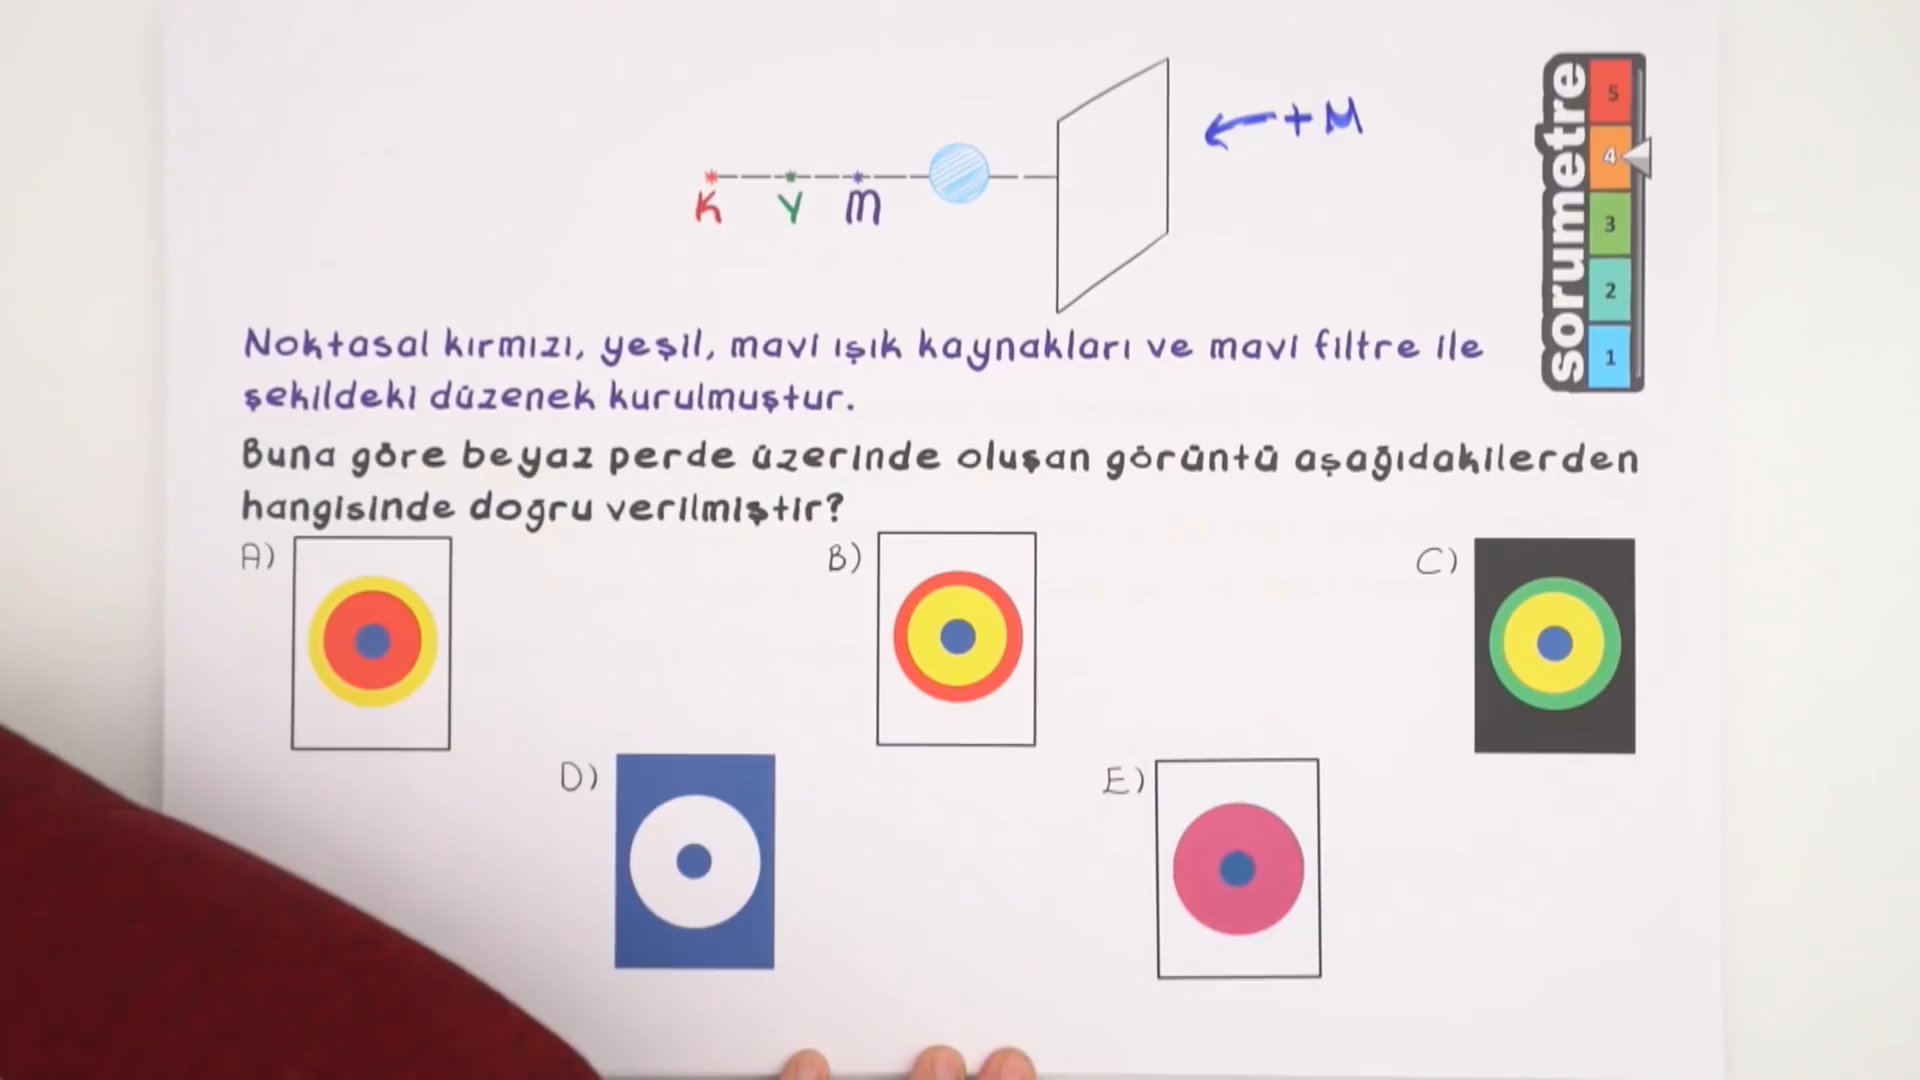 ← + M
K Y M
sorumetre
5
4
3
2
1
Noktasal kırmızı, yeşil, mavi ışık kaynakları ve mavi filtre ile
şekildeki düzenek kurulmuştur.
Buna göre beyaz perde üzerinde oluşan görüntü aşağıdakilerden
hangisinde doğru verilmiştir?
A)
B)
C)
D)
E)